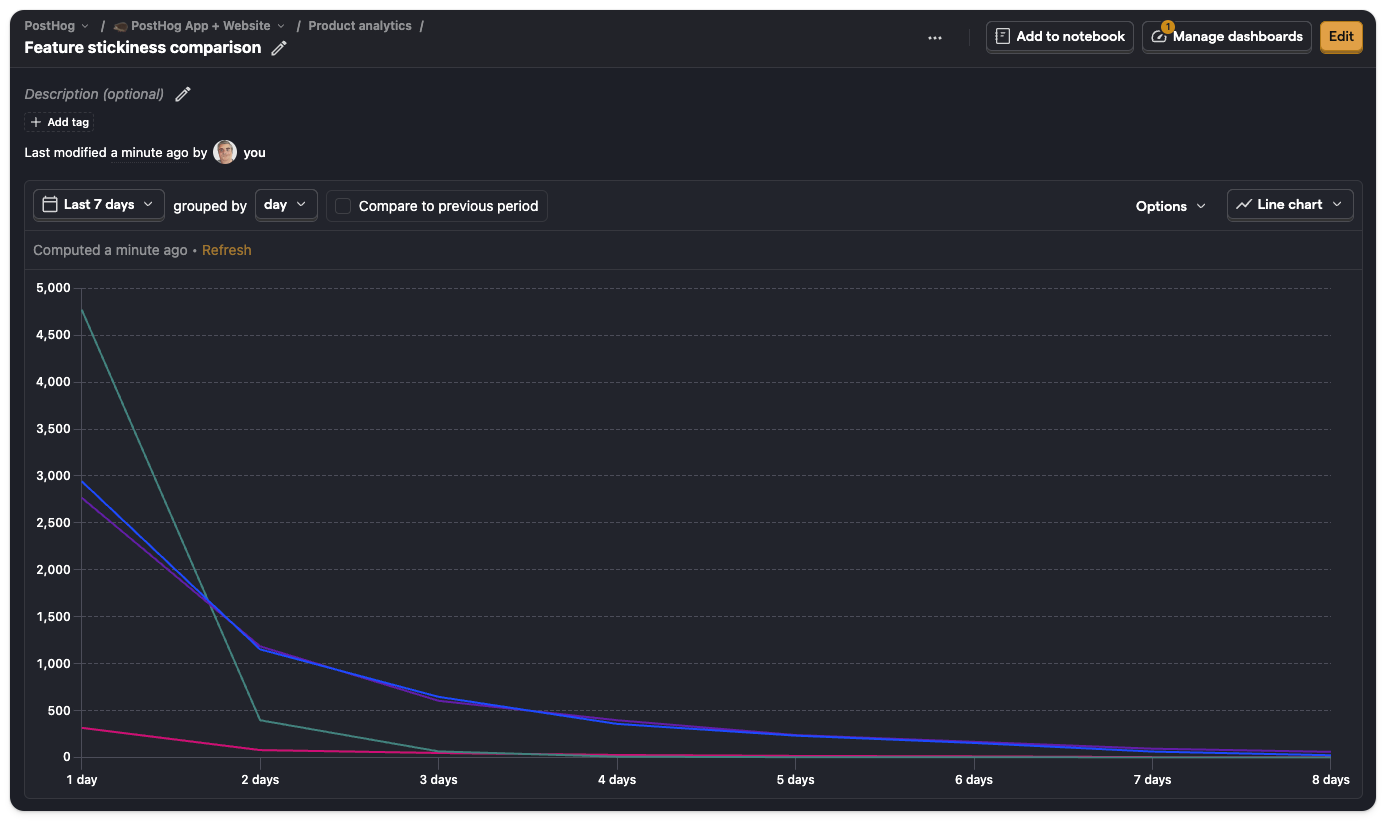 PostHog / PostHog App + Website / Product analytics /
Feature stickiness comparison
Add to notebook
1
Manage dashboards
Edit
Description (optional)
Add tag
Last modified a minute ago by you
Last 7 days grouped by day Compare to previous period
Options Line chart
Computed a minute ago • Refresh
5,000
4,500
4,000
3,500
3,000
2,500
2,000
1,500
1,000
500
0
1 day 2 days 3 days 4 days 5 days 6 days 7 days 8 days